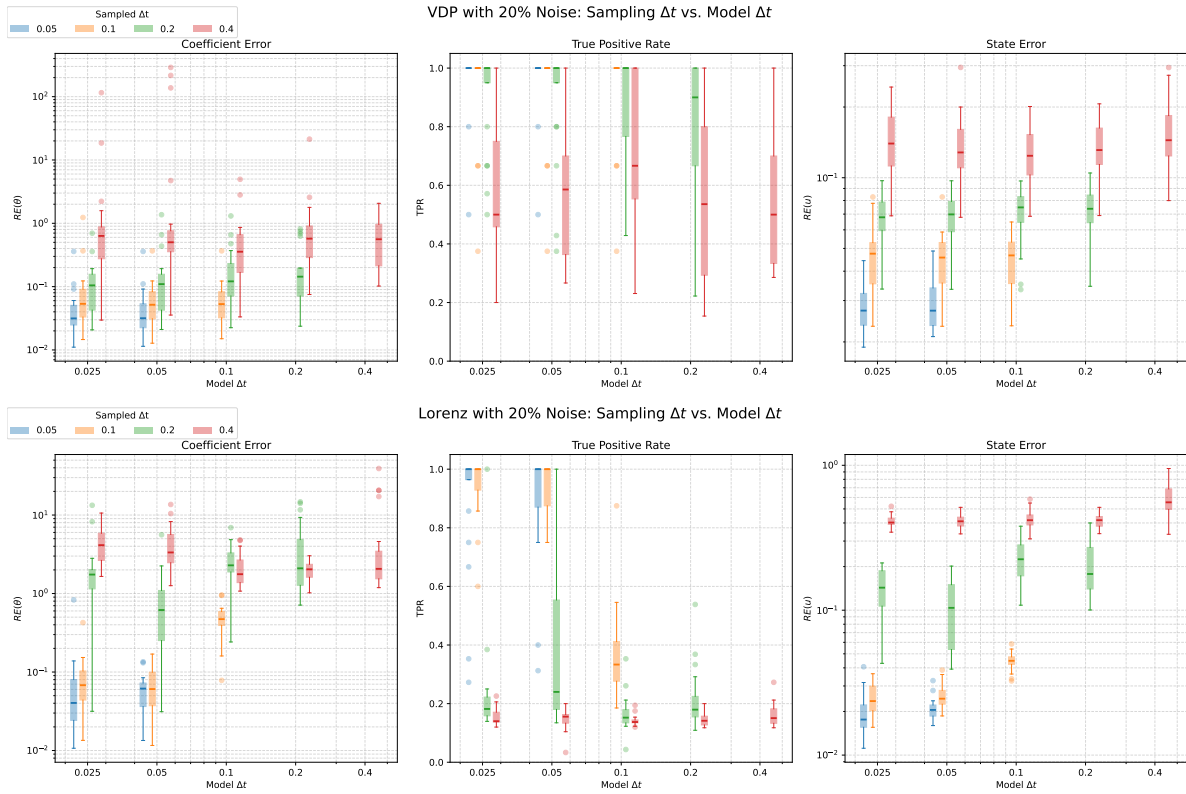 VDP with 20% Noise: Sampling Δt vs. Model Δt
Sampled Δt
0.05 0.1 0.2 0.4
Coefficient Error
RE(θ)
10²
10¹
10⁰
10⁻¹
10⁻²
0.025 0.05 0.1 0.2 0.4
Model Δt
True Positive Rate
TPR
1.0
0.8
0.6
0.4
0.2
0.0
0.025 0.05 0.1 0.2 0.4
Model Δt
State Error
RE(u)
10⁻¹
0.025 0.05 0.1 0.2 0.4
Model Δt
Lorenz with 20% Noise: Sampling Δt vs. Model Δt
Sampled Δt
0.05 0.1 0.2 0.4
Coefficient Error
RE(θ)
10¹
10⁰
10⁻¹
10⁻²
0.025 0.05 0.1 0.2 0.4
Model Δt
True Positive Rate
TPR
1.0
0.8
0.6
0.4
0.2
0.0
0.025 0.05 0.1 0.2 0.4
Model Δt
State Error
RE(u)
10⁰
10⁻¹
10⁻²
0.025 0.05 0.1 0.2 0.4
Model Δt